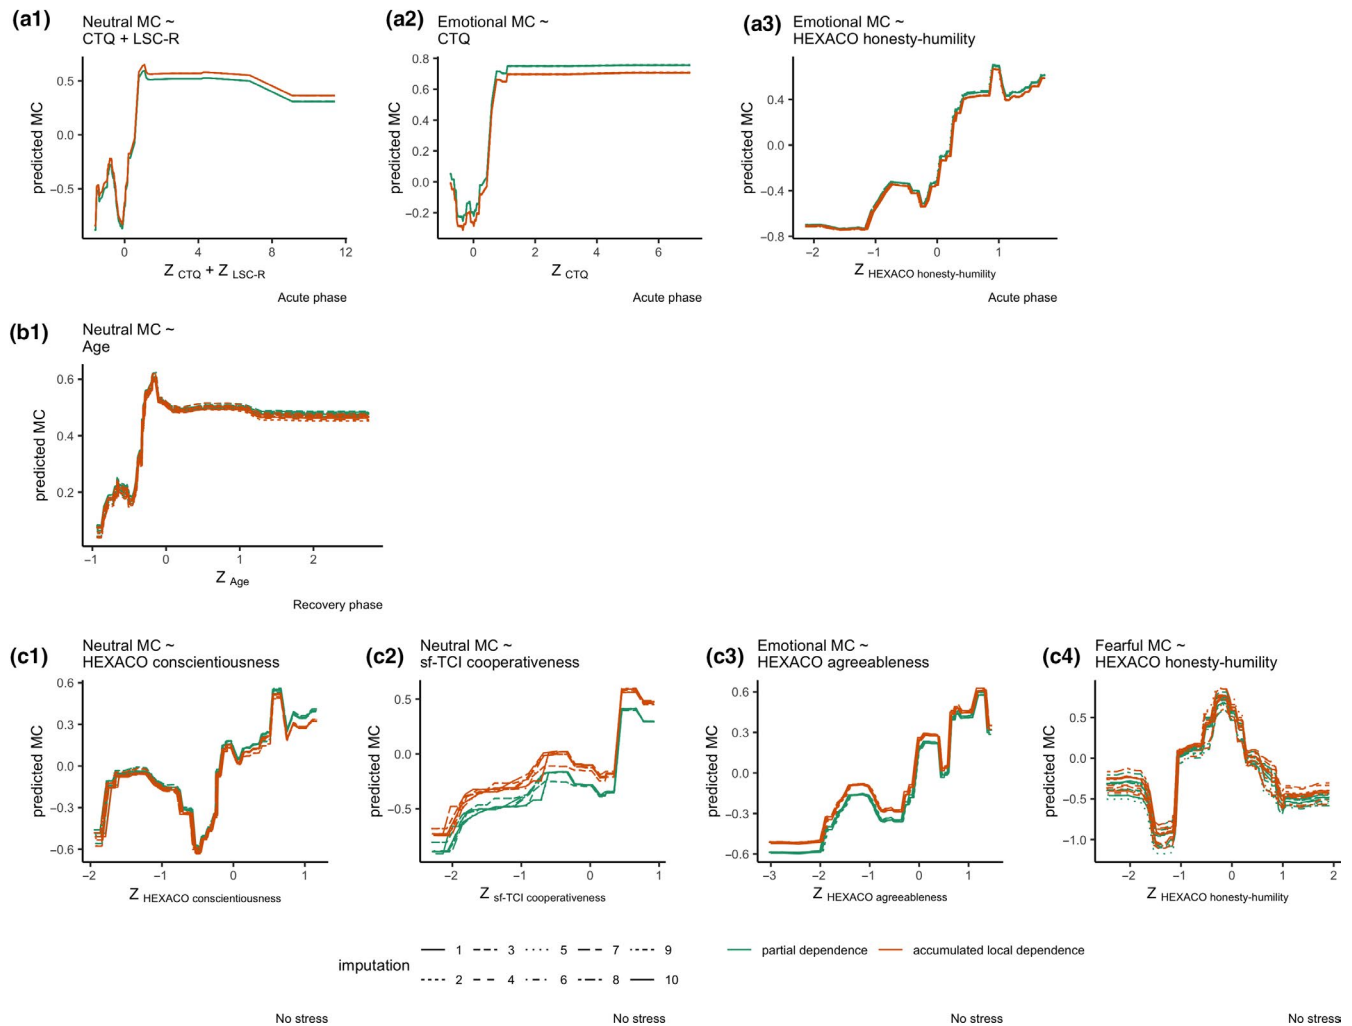 (a1) Neutral MC ~
CTQ + LSC-R
(a2) Emotional MC ~
CTQ
(a3) Emotional MC ~
HEXACO honesty-humility
predicted MC
0.5
0.0
−0.5
0
4
8
12
Z CTQ + Z LSC-R
Acute phase
predicted MC
0.8
0.6
0.4
0.2
0.0
−0.2
0
2
4
6
Z CTQ
Acute phase
predicted MC
0.4
0.0
−0.4
−0.8
−2
−1
0
1
Z HEXACO honesty-humility
Acute phase
(b1) Neutral MC ~
Age
predicted MC
0.6
0.4
0.2
−1
0
1
2
Z Age
Recovery phase
(c1) Neutral MC ~
HEXACO conscientiousness
predicted MC
0.6
0.3
0.0
−0.3
−0.6
−2
−1
0
1
Z HEXACO conscientiousness
(c2) Neutral MC ~
sf-TCI cooperativeness
predicted MC
0.5
0.0
−0.5
−2
−1
0
1
Z sf-TCI cooperativeness
(c3) Emotional MC ~
HEXACO agreeableness
predicted MC
0.6
0.3
0.0
−0.3
−0.6
−3
−2
−1
0
1
Z HEXACO agreeableness
(c4) Fearful MC ~
HEXACO honesty-humility
predicted MC
0.5
0.0
−0.5
−1.0
−2
−1
0
1
2
Z HEXACO honesty-humility
imputation
1 3 5 7 9
2 4 6 8 10
partial dependence accumulated local dependence
No stress
No stress
No stress
No stress